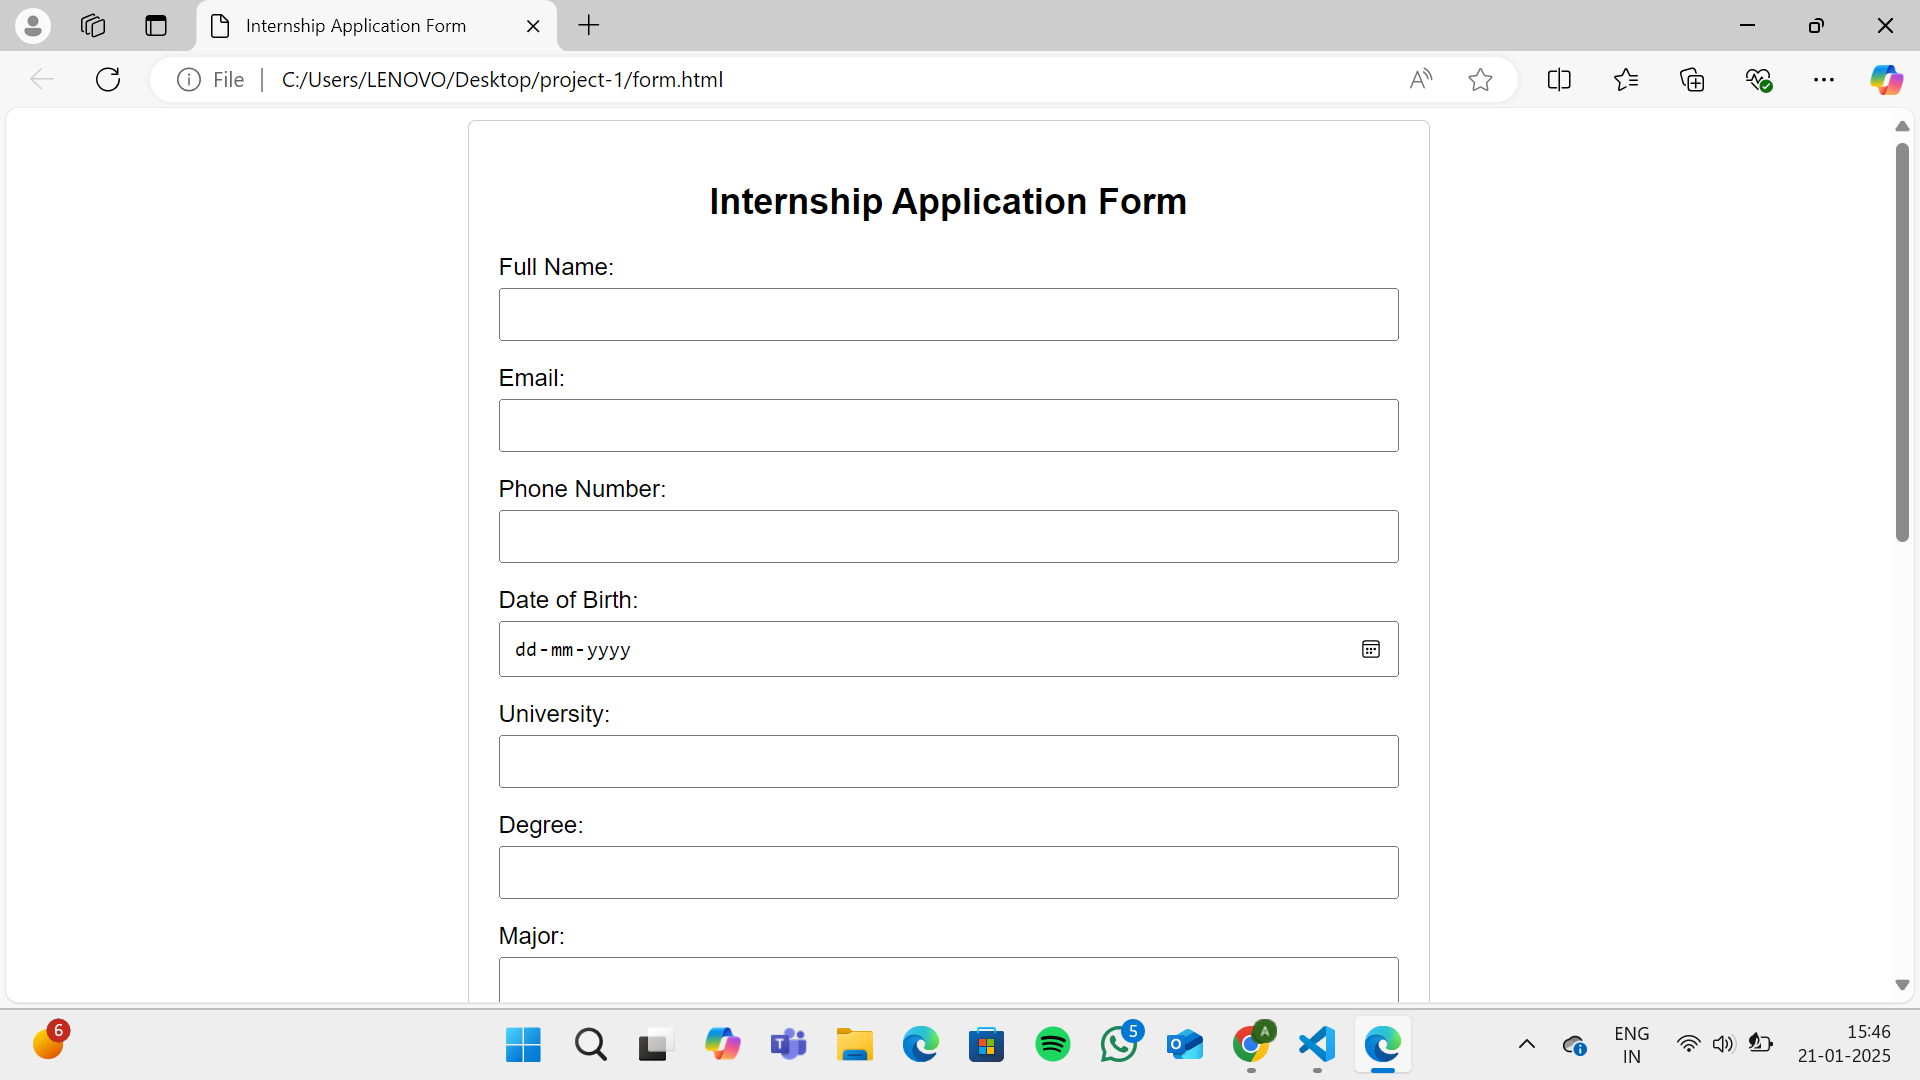 Internship Application Form
File
C:/Users/LENOVO/Desktop/project-1/form.html
Internship Application Form
Full Name:
Email:
Phone Number:
Date of Birth:
dd-mm-yyyy
University:
Degree:
Major:
6
5
A
ENG
IN
15:46
21-01-2025